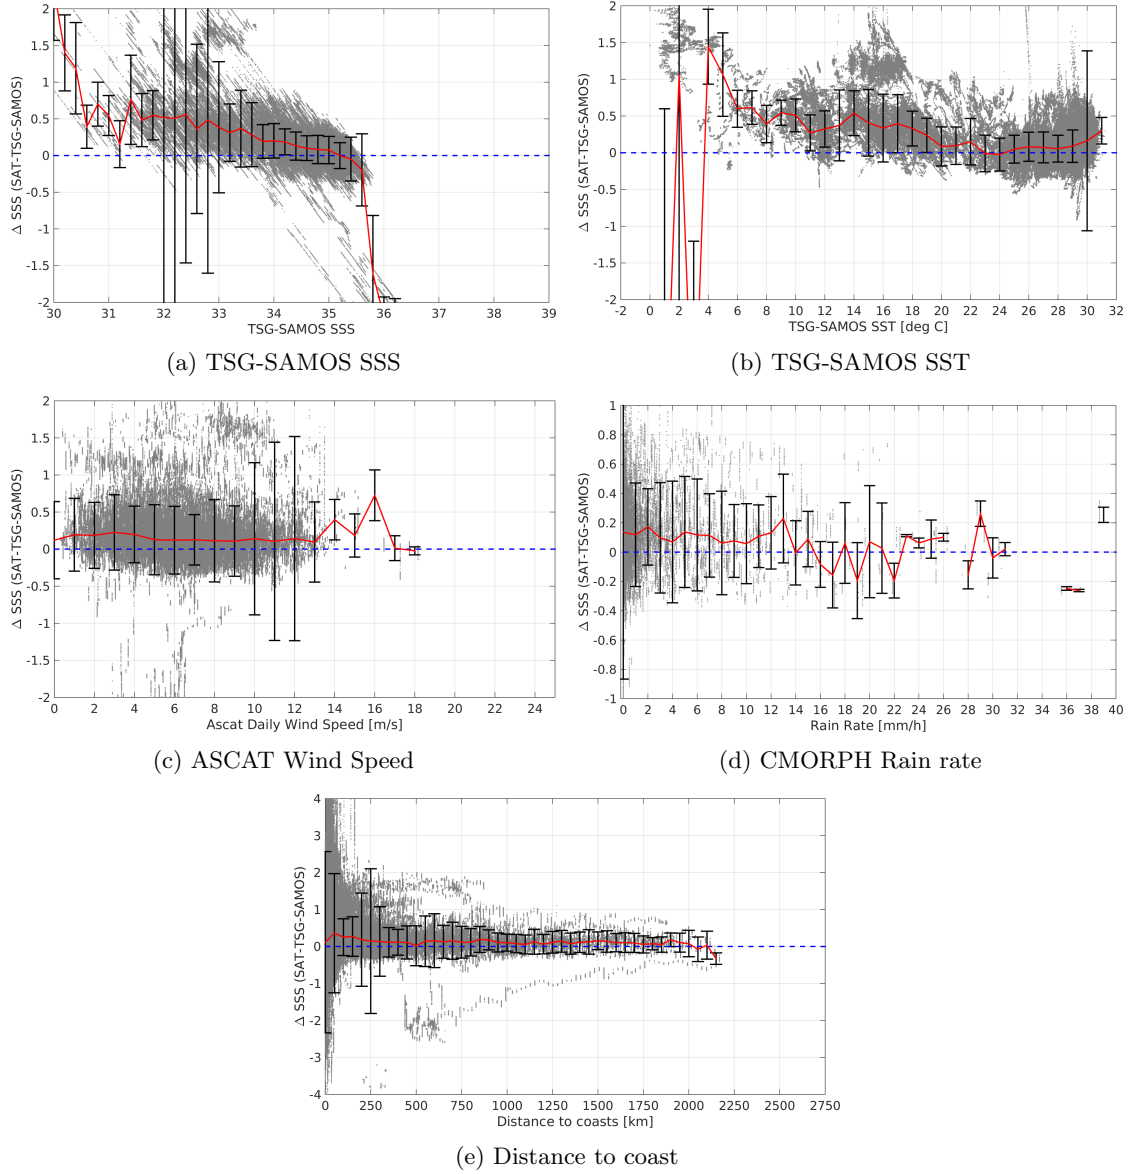 2
1.5
1
0.5
0
-0.5
-1
-1.5
-2
Δ SSS (SAT-TSG-SAMOS)
30 31 32 33 34 35 36 37 38 39
TSG-SAMOS SSS
(a) TSG-SAMOS SSS
2
1.5
1
0.5
0
-0.5
-1
-1.5
-2
Δ SSS (SAT-TSG-SAMOS)
-2 0 2 4 6 8 10 12 14 16 18 20 22 24 26 28 30 32
TSG-SAMOS SST [deg C]
(b) TSG-SAMOS SST
2
1.5
1
0.5
0
-0.5
-1
-1.5
-2
Δ SSS (SAT-TSG-SAMOS)
0 2 4 6 8 10 12 14 16 18 20 22 24
Ascat Daily Wind Speed [m/s]
(c) ASCAT Wind Speed
1
0.8
0.6
0.4
0.2
0
-0.2
-0.4
-0.6
-0.8
-1
Δ SSS (SAT-TSG-SAMOS)
0 2 4 6 8 10 12 14 16 18 20 22 24 26 28 30 32 34 36 38 40
Rain Rate [mm/h]
(d) CMORPH Rain rate
4
3
2
1
0
-1
-2
-3
-4
Δ SSS (SAT-TSG-SAMOS)
0 250 500 750 1000 1250 1500 1750 2000 2250 2500 2750
Distance to coasts [km]
(e) Distance to coast